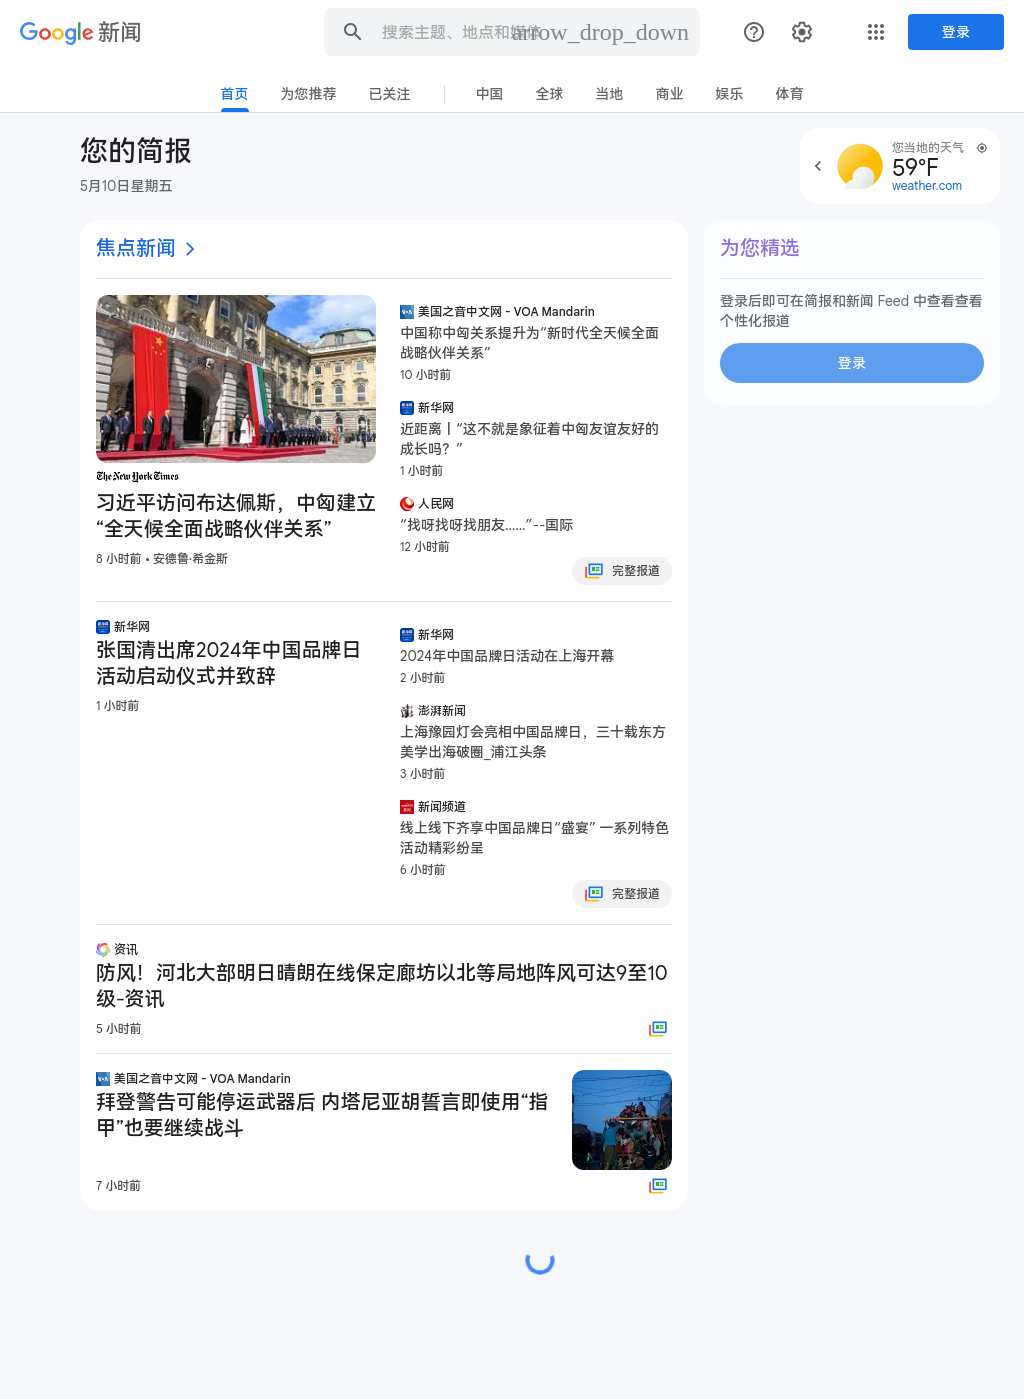 Google 新闻
搜索主题、地点和媒体
arrow_drop_down
登录
首页
为您推荐
已关注
中国
全球
当地
商业
娱乐
体育
您的简报
5月10日星期五
您当地的天气
59°F
weather.com
焦点新闻
The New York Times
习近平访问布达佩斯，中匈建立
“全天候全面战略伙伴关系”
8 小时前 • 安德鲁·希金斯
美国之音中文网 - VOA Mandarin
中国称中匈关系提升为“新时代全天候全面
战略伙伴关系”
10 小时前
新华网
近距离丨“这不就是象征着中匈友谊友好的
成长吗？”
1 小时前
人民网
“找呀找呀找朋友……”--国际
12 小时前
完整报道
新华网
张国清出席2024年中国品牌日
活动启动仪式并致辞
1 小时前
新华网
2024年中国品牌日活动在上海开幕
2 小时前
澎湃新闻
上海豫园灯会亮相中国品牌日，三十载东方
美学出海破圈_浦江头条
3 小时前
新闻频道
线上线下齐享中国品牌日“盛宴” 一系列特色
活动精彩纷呈
6 小时前
完整报道
资讯
防风！河北大部明日晴朗在线保定廊坊以北等局地阵风可达9至10
级-资讯
5 小时前
VOA
美国之音中文网 - VOA Mandarin
拜登警告可能停运武器后 内塔尼亚胡誓言即使用“指
甲”也要继续战斗
7 小时前
为您精选
登录后即可在简报和新闻 Feed 中查看查看
个性化报道
登录